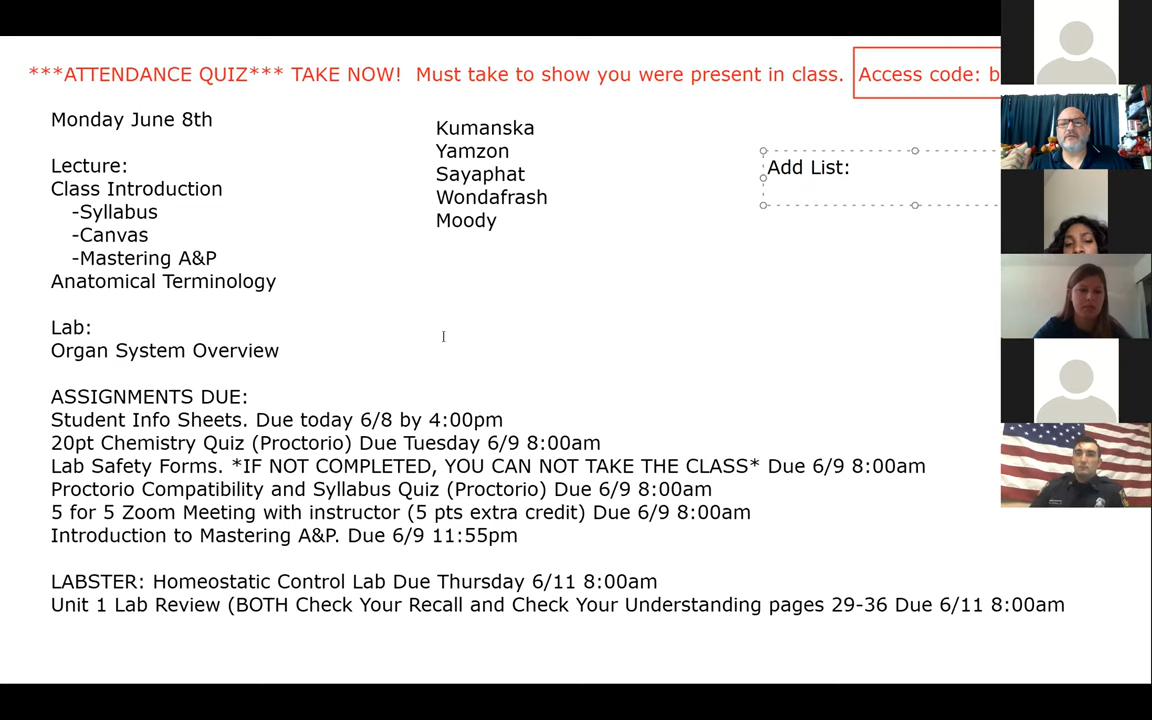 ***ATTENDANCE QUIZ*** TAKE NOW!  Must take to show you were present in class. Access code: b
Monday June 8th
Lecture:
Class Introduction
-Syllabus
-Canvas
-Mastering A&P
Anatomical Terminology
Lab:
Organ System Overview
Kumanska
Yamzon
Sayaphat
Wondafrash
Moody
Add List:
ASSIGNMENTS DUE:
Student Info Sheets. Due today 6/8 by 4:00pm
20pt Chemistry Quiz (Proctorio) Due Tuesday 6/9 8:00am
Lab Safety Forms. *IF NOT COMPLETED, YOU CAN NOT TAKE THE CLASS* Due 6/9 8:00am
Proctorio Compatibility and Syllabus Quiz (Proctorio) Due 6/9 8:00am
5 for 5 Zoom Meeting with instructor (5 pts extra credit) Due 6/9 8:00am
Introduction to Mastering A&P. Due 6/9 11:55pm
LABSTER: Homeostatic Control Lab Due Thursday 6/11 8:00am
Unit 1 Lab Review (BOTH Check Your Recall and Check Your Understanding pages 29-36 Due 6/11 8:00am